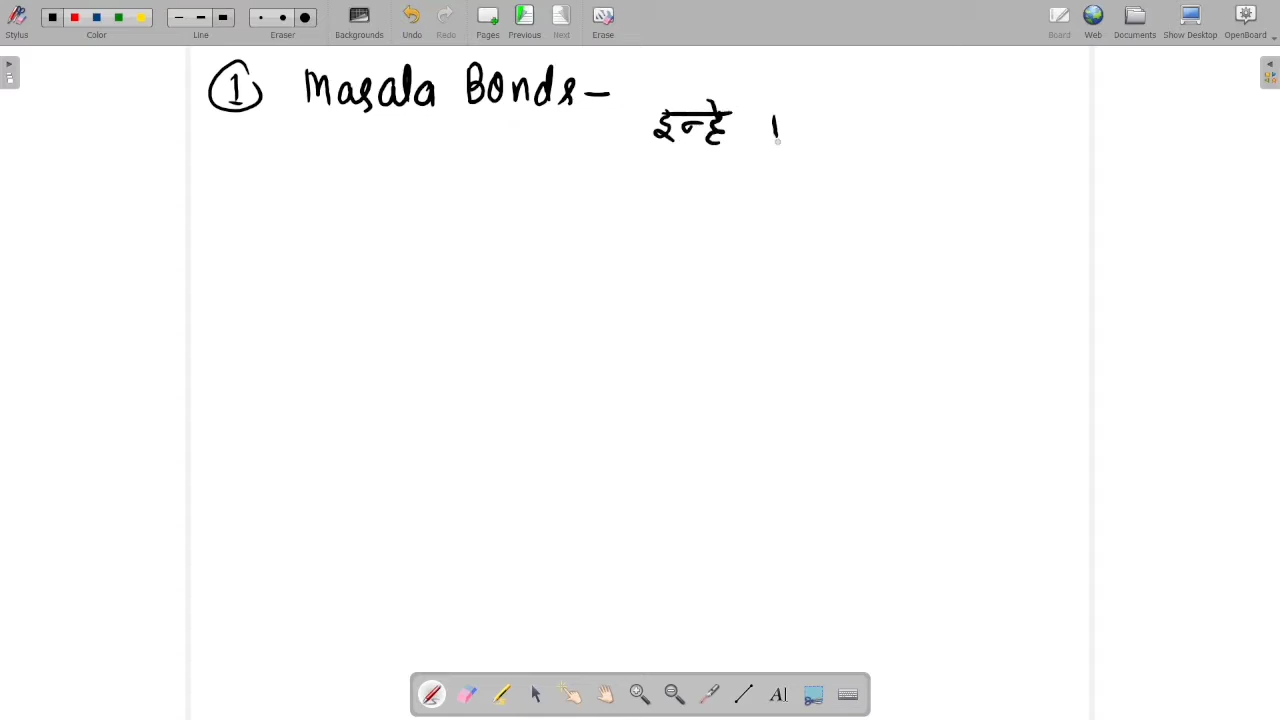 Stylus
Color
Line
Eraser
Backgrounds
Undo
Redo
Pages
Previous
Next
Erase
Board
Web
Documents
Show Desktop
OpenBoard
1 Masala Bonds-
इन्हे
AI